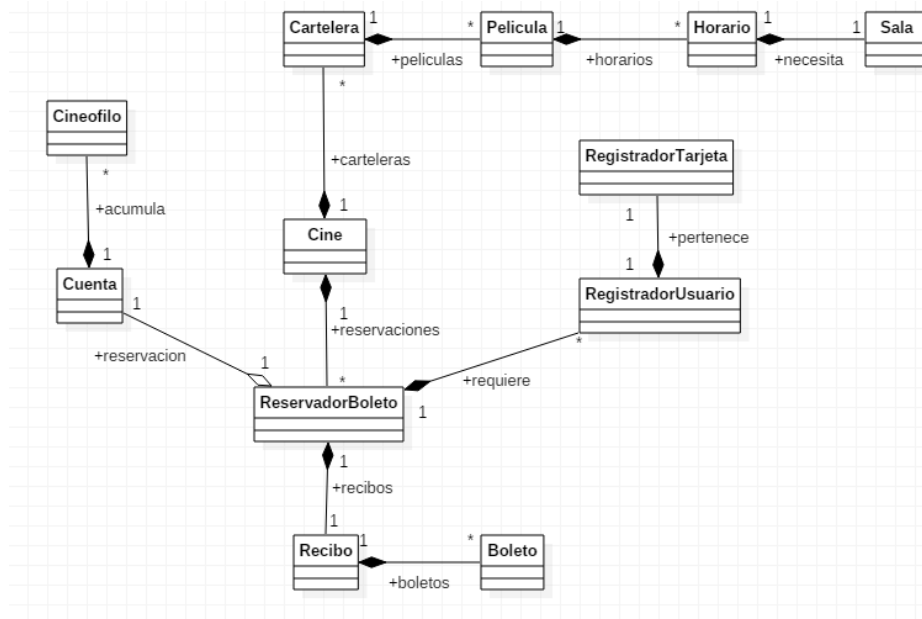 Cartelera
1
*
Pelicula
1
*
Horario
1
1
Sala
+peliculas
+horarios
+necesita
*
Cineofilo
*
+carteleras
RegistradorTarjeta
+acumula
1
1
Cine
+pertenece
1
1
Cuenta
1
RegistradorUsuario
1
+reservaciones
+reservacion
*
1
*
+requiere
ReservadorBoleto
1
1
+recibos
1
1
*
Recibo
Boleto
+boletos